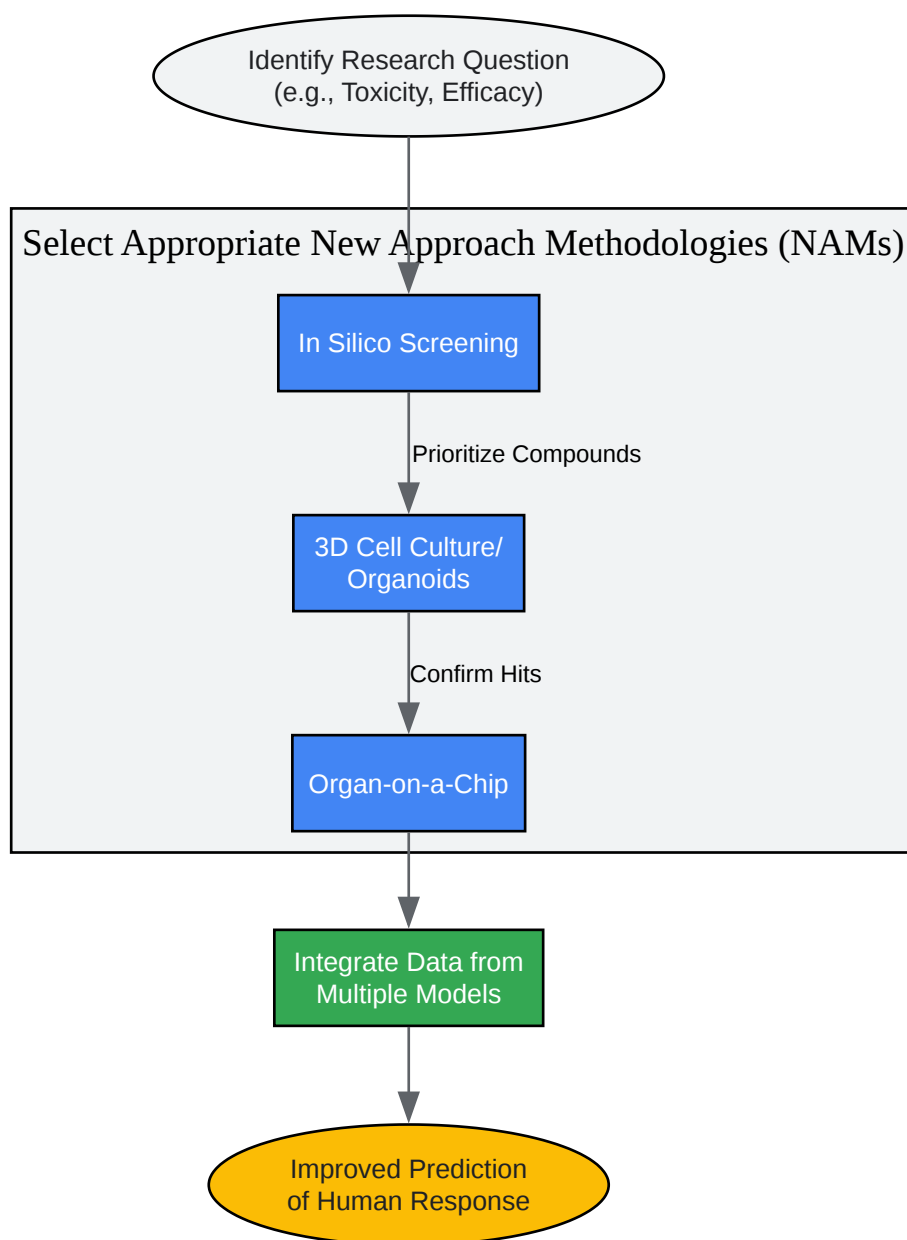 Identify Research Question
(e.g., Toxicity, Efficacy)
Select Appropriate New Approach Methodologies (NAMs)
In Silico Screening
Prioritize Compounds
3D Cell Culture/
Organoids
Confirm Hits
Organ-on-a-Chip
Integrate Data from
Multiple Models
Improved Prediction
of Human Response